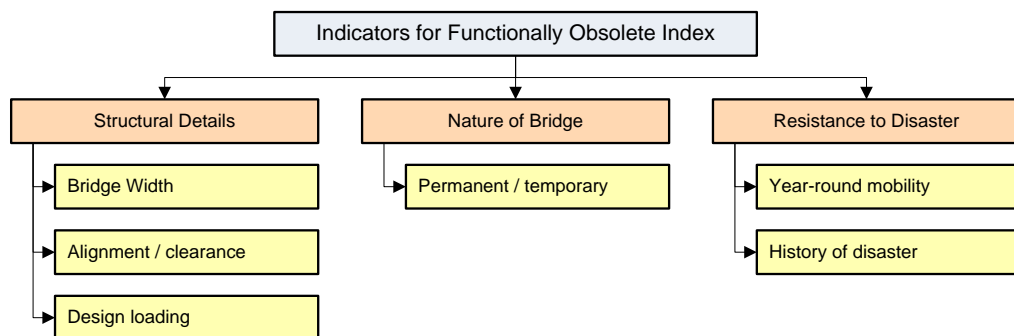 Indicators for Functionally Obsolete Index
Structural Details
Bridge Width
Alignment / clearance
Design loading
Nature of Bridge
Permanent / temporary
Resistance to Disaster
Year-round mobility
History of disaster